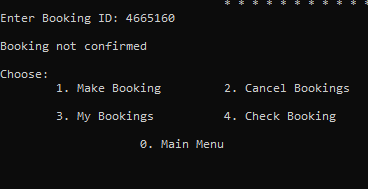 * * * * * * * * * * *
Enter Booking ID: 4665160
Booking not confirmed
Choose:
1. Make Booking 2. Cancel Bookings
3. My Bookings 4. Check Booking
0. Main Menu